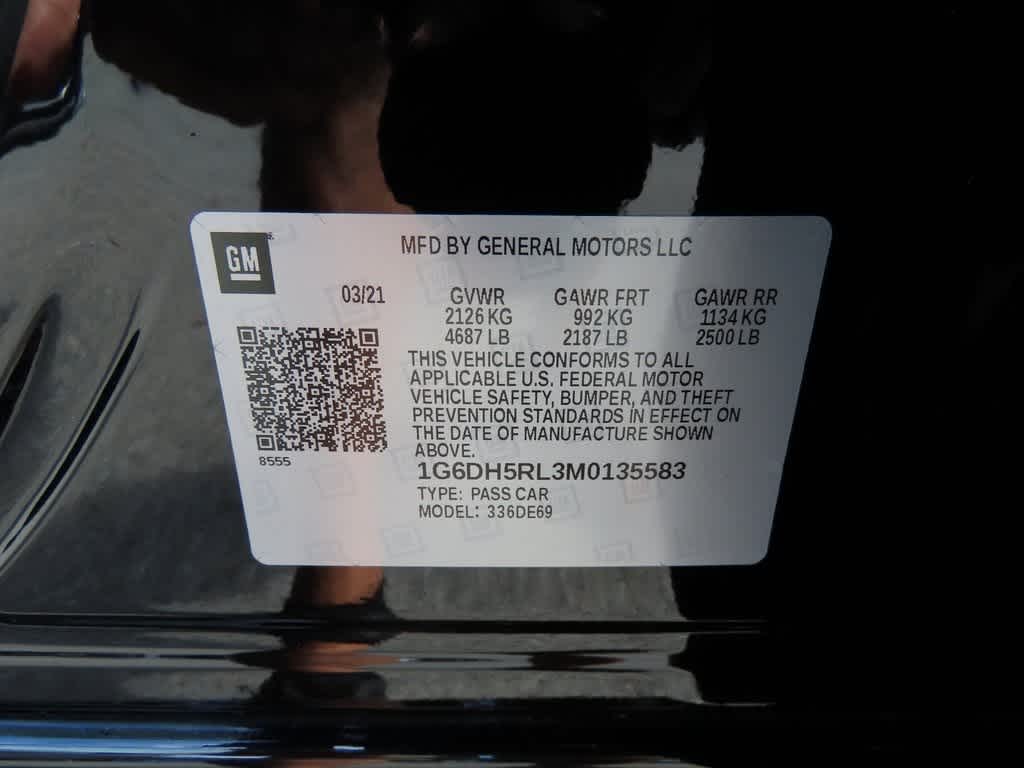 GM
MFD BY GENERAL MOTORS LLC
03/21 GVWR GAWR FRT GAWR RR
2126 KG 992 KG 1134 KG
4687 LB 2187 LB 2500 LB
THIS VEHICLE CONFORMS TO ALL
APPLICABLE U.S. FEDERAL MOTOR
VEHICLE SAFETY, BUMPER, AND THEFT
PREVENTION STANDARDS IN EFFECT ON
THE DATE OF MANUFACTURE SHOWN
ABOVE.
8555
1G6DH5RL3M0135583
TYPE: PASS CAR
MODEL: 336DE69